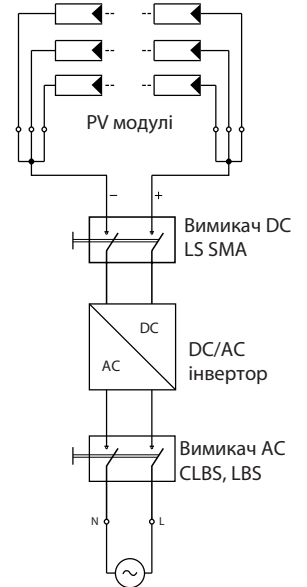 PV модулі
− +
Вимикач DC
LS SMA
DC
AC
DC/AC
інвертор
Вимикач AC
CLBS, LBS
N L